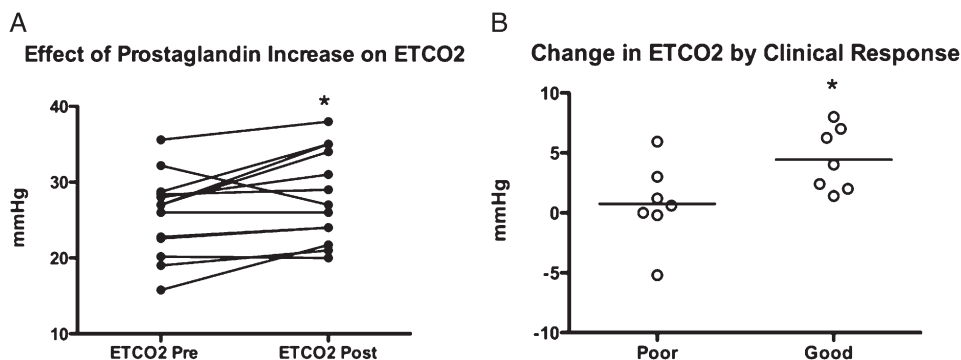 A
Effect of Prostaglandin Increase on ETCO2
*
40
30
20
10
mmHg
ETCO2 Pre
ETCO2 Post
B
Change in ETCO2 by Clinical Response
*
10
5
0
-5
-10
mmHg
Poor
Good